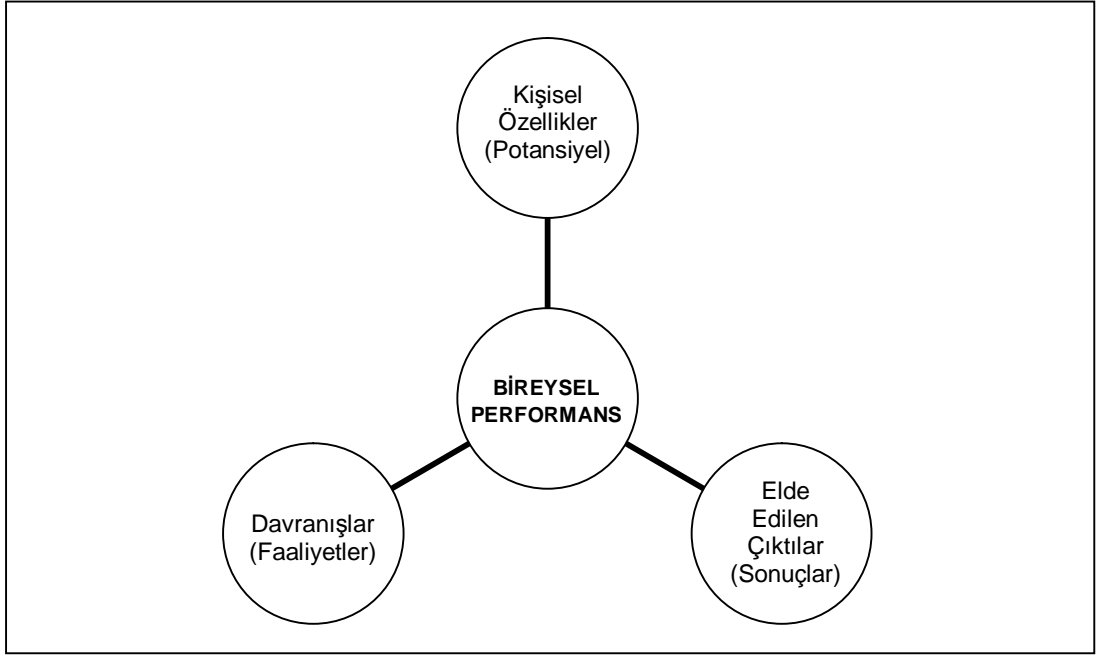 Kişisel
Özellikler
(Potansiyel)
BİREYSEL
PERFORMANS
Davranışlar
(Faaliyetler)
Elde
Edilen
Çıktılar
(Sonuçlar)